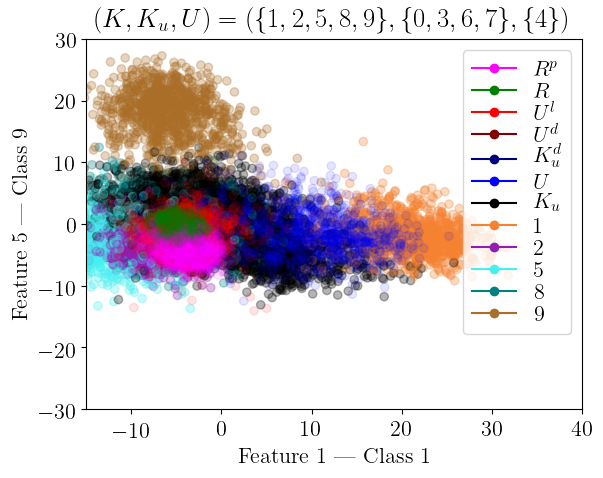 (K, K_u, U) = ({1, 2, 5, 8, 9}, {0, 3, 6, 7}, {4})
30
20
10
0
−10
−20
−30
Feature 5 — Class 9
R^p
R
U^l
U^d
K_u^d
U
K_u
1
2
5
8
9
−10
0
10
20
30
40
Feature 1 — Class 1